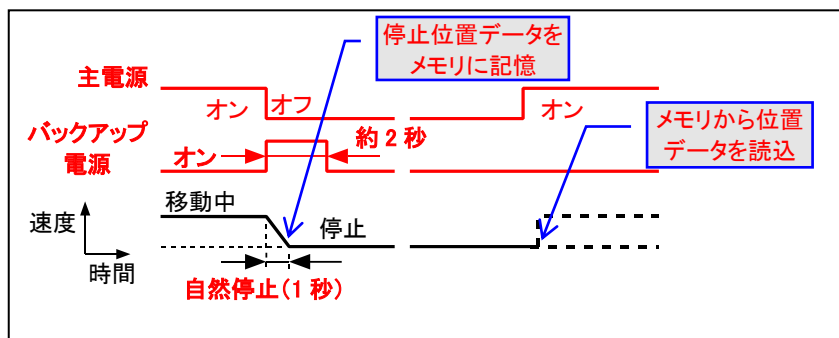 停止位置データを
メモリに記憶
主電源
オン
オフ
オン
メモリから位置
データを読込
バックアップ
電源
オン
約2秒
移動中
速度
停止
時間
自然停止(1秒)